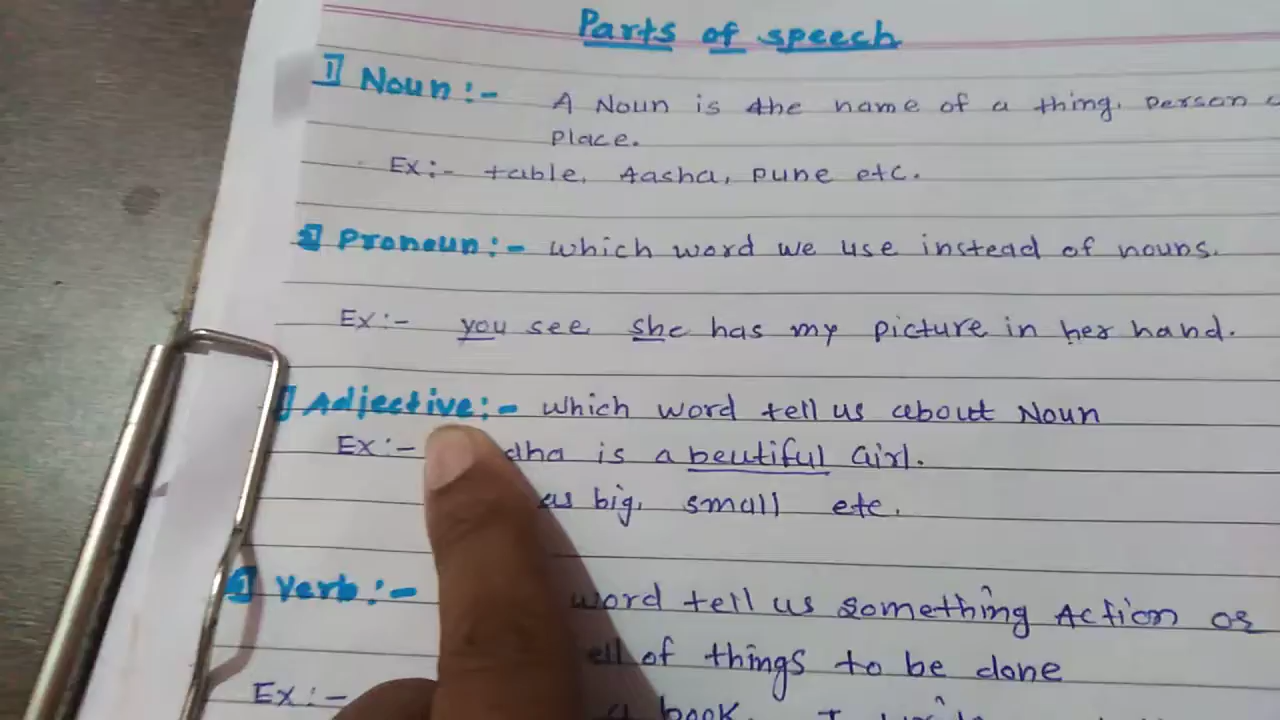 Parts of speech
1] Noun :- A Noun is the name of a thing, person
place.
Ex :- table, Aasha, pune etc.
Pronoun :- which word we use instead of nouns.
Ex :- you see she has my picture in her hand.
Adjective :- which word tell us about Noun
Ex :- is a beutiful Girl.
as big, small etc.
Verb :- word tell us something Action or
of things to be done
Ex :- a book.